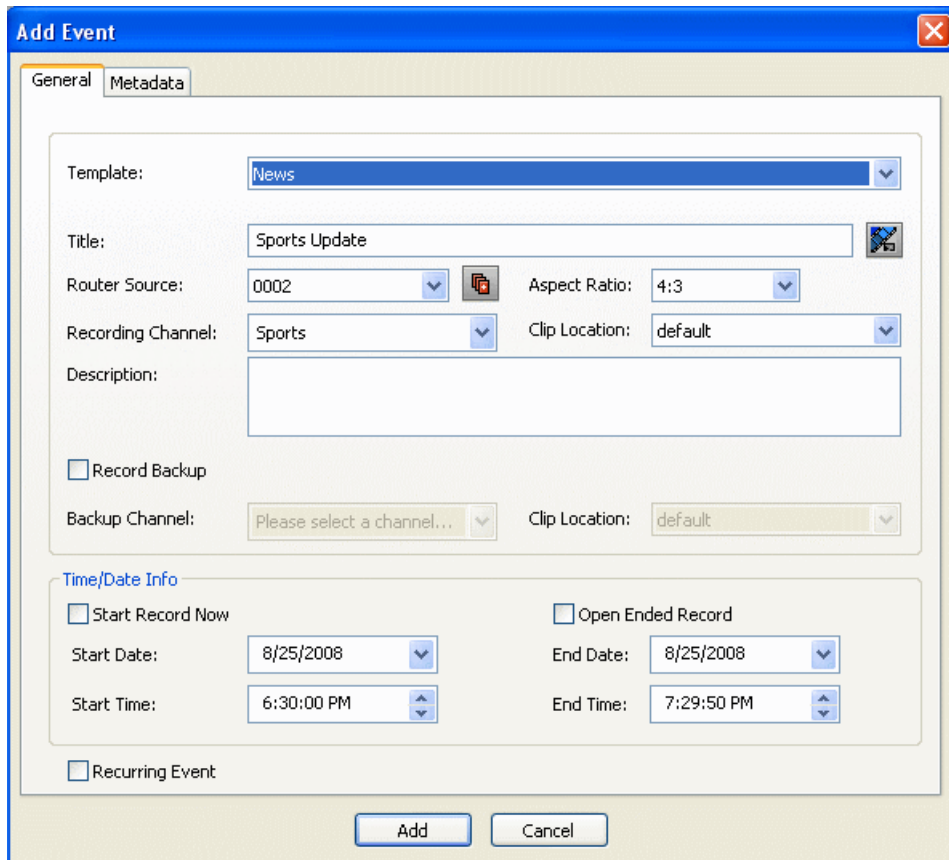 Add Event
General Metadata
Template: News
Title: Sports Update
Router Source: 0002 Aspect Ratio: 4:3
Recording Channel: Sports Clip Location: default
Description:
Record Backup
Backup Channel: Please select a channel... Clip Location: default
Time/Date Info
Start Record Now Open Ended Record
Start Date: 8/25/2008 End Date: 8/25/2008
Start Time: 6:30:00 PM End Time: 7:29:50 PM
Recurring Event
Add Cancel